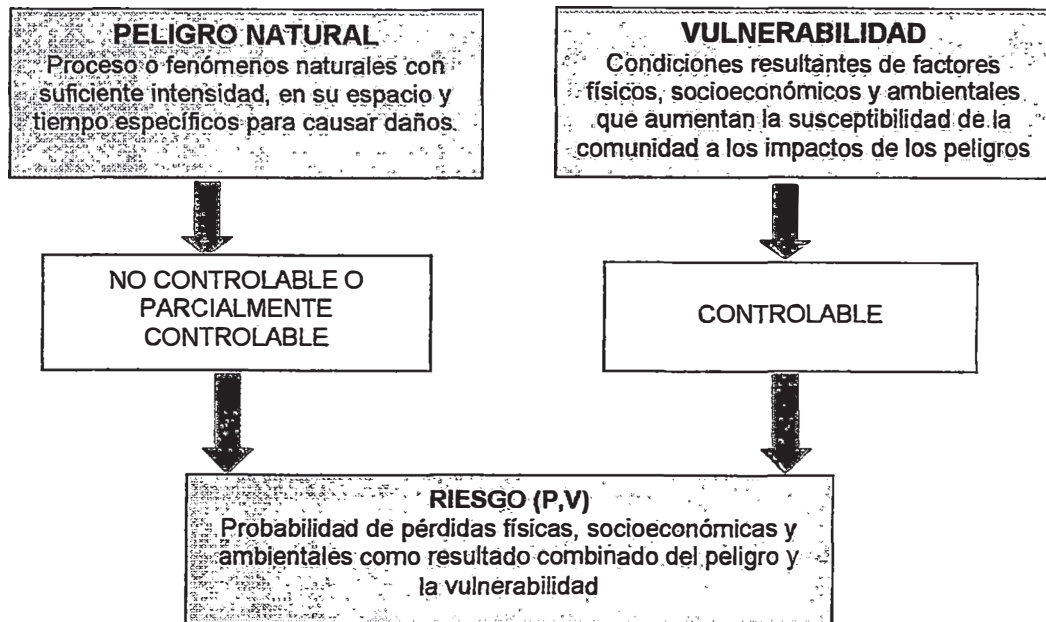 PELIGRO NATURAL
Proceso o fenómenos naturales con
suficiente intensidad, en su espacio y
tiempo específicos para causar daños.
VULNERABILIDAD
Condiciones resultantes de factores
físicos, socioeconómicos y ambientales
que aumentan la susceptibilidad de la
comunidad a los impactos de los peligros
NO CONTROLABLE O
PARCIALMENTE
CONTROLABLE
CONTROLABLE
RIESGO (P,V)
Probabilidad de pérdidas físicas, socioeconómicas y
ambientales como resultado combinado del peligro y
la vulnerabilidad